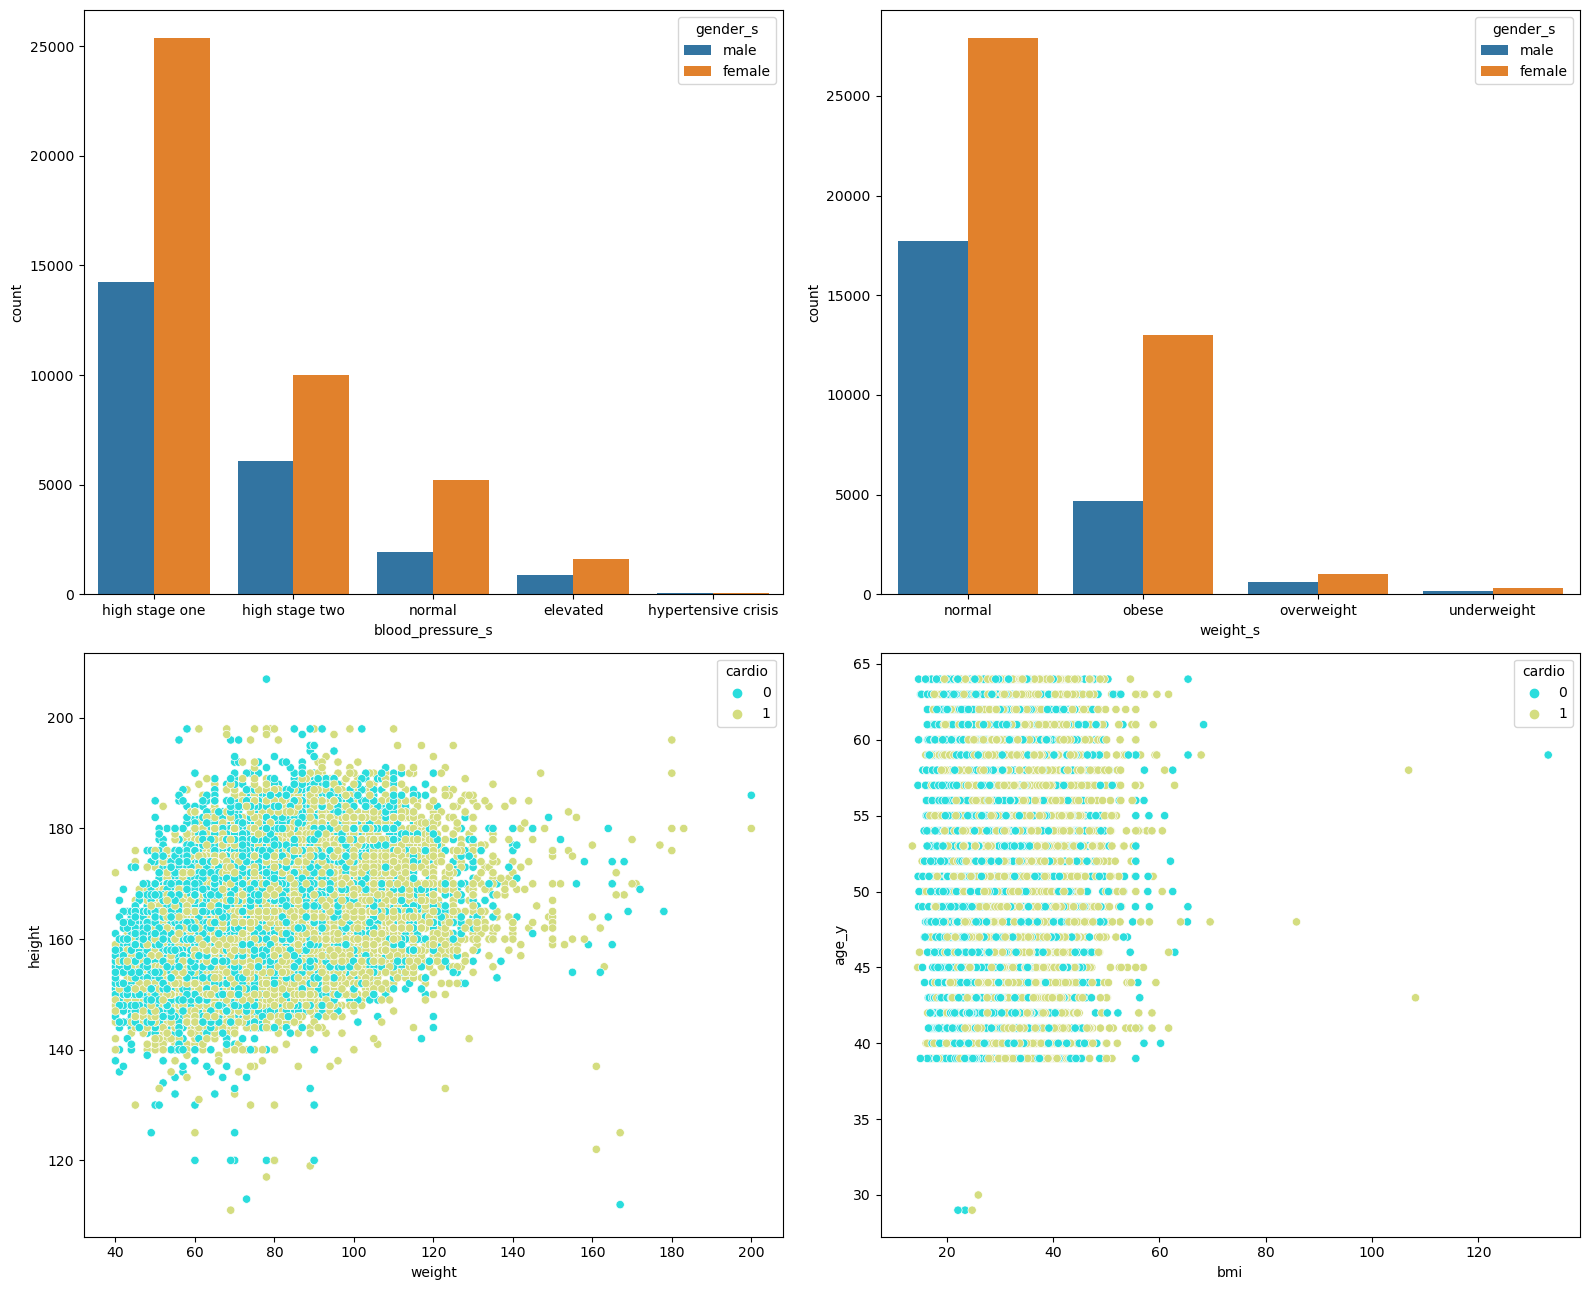 gender_s
male
female
25000
20000
15000
10000
5000
0
count
high stage one
high stage two
normal
elevated
hypertensive crisis
blood_pressure_s
gender_s
male
female
25000
20000
15000
10000
5000
0
count
normal
obese
overweight
underweight
weight_s
cardio
0
1
200
180
160
140
120
height
40
60
80
100
120
140
160
180
200
weight
cardio
0
1
65
60
55
50
45
40
35
30
age_y
20
40
60
80
100
120
bmi